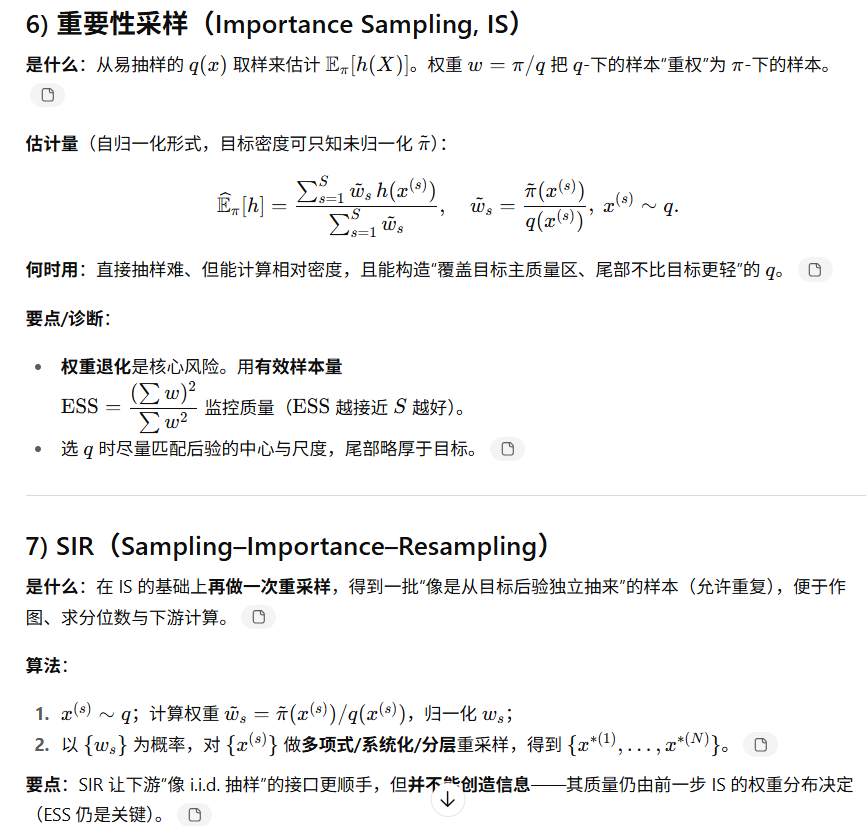 6) 重要性采样（Importance Sampling, IS）
是什么：从易抽样的 q(x) 取样来估计 𝔼_π[h(X)]。权重 w = π/q 把 q-下的样本“重权”为 π-下的样本。
估计量（自归一化形式，目标密度可只知未归一化 π̃）：
𝔼̂_π[h] = \frac{∑_{s=1}^{S} w̃_s h(x^{(s)})}{∑_{s=1}^{S} w̃_s}, w̃_s = \frac{π̃(x^{(s)})}{q(x^{(s)})}, x^{(s)} ∼ q.
何时用：直接抽样难、但能计算相对密度，且能构造“覆盖目标主质量区、尾部不比目标更轻”的 q。
要点/诊断：
• 权重退化是核心风险。用有效样本量
ESS = \frac{(∑ w)^2}{∑ w^2} 监控质量（ESS 越接近 S 越好）。
• 选 q 时尽量匹配后验的中心与尺度，尾部略厚于目标。
7) SIR（Sampling–Importance–Resampling）
是什么：在 IS 的基础上再做一次重采样，得到一批“像是从目标后验独立抽来”的样本（允许重复），便于作
图、求分位数与下游计算。
算法：
1. x^{(s)} ∼ q；计算权重 w̃_s = π̃(x^{(s)})/q(x^{(s)})，归一化 w_s；
2. 以 {w_s} 为概率，对 {x^{(s)}} 做多项式/系统化/分层重采样，得到 {x^{*(1)}, . . . , x^{*(N)}}。
要点：SIR 让下游“像 i.i.d. 抽样”的接口更顺手，但并不能创造信息——其质量仍由前一步 IS 的权重分布决定
（ESS 仍是关键）。